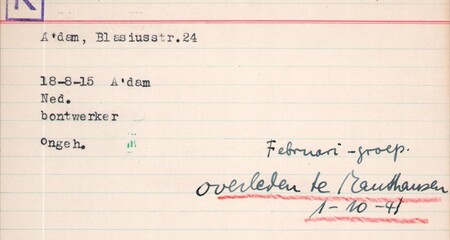 A'dam, Blasiusstr.24
18-8-15 A'dam
Ned.
bontwerker
ongeh.
Februari-groep.
overleden te Mauthausen
1-10-41